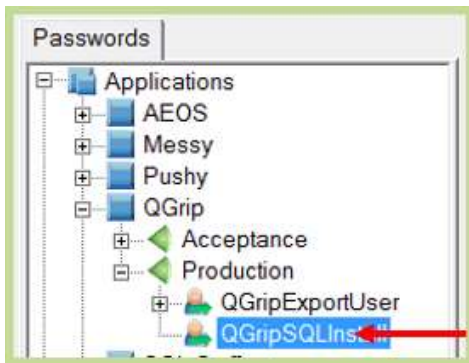 Passwords
Applications
AEOS
Messy
Pushy
QGrip
Acceptance
Production
QGripExportUser